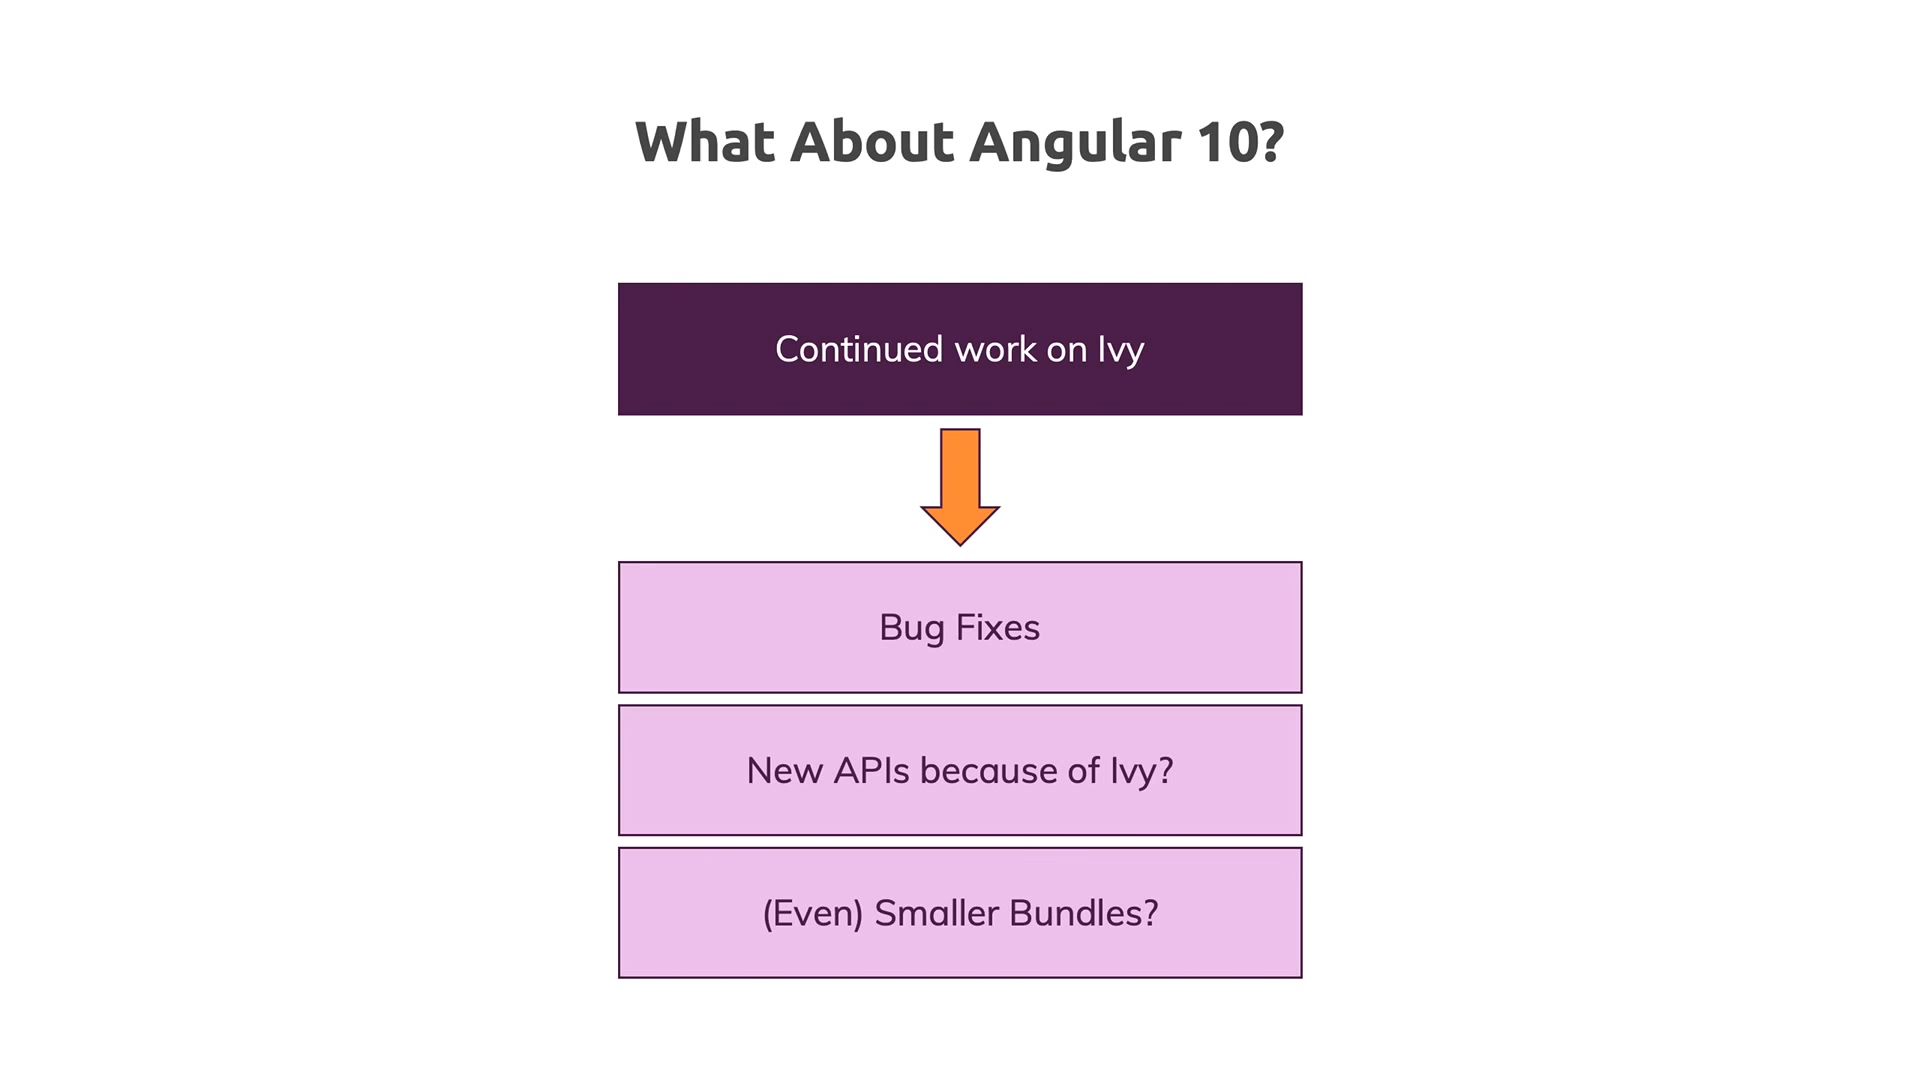 What About Angular 10?
Continued work on Ivy
Bug Fixes
New APIs because of Ivy?
(Even) Smaller Bundles?